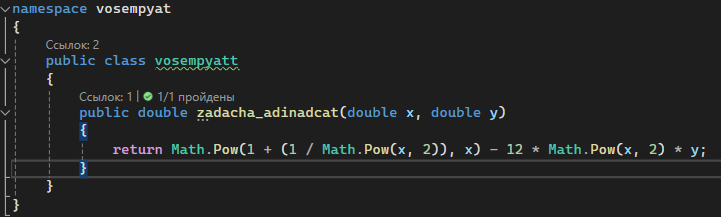 namespace vosempyat
{
Ссылок: 2
public class vosempyatt
{
Ссылок: 1 | 1/1 пройдены
public double zadacha_adinadcat(double x, double y)
{
return Math.Pow(1 + (1 / Math.Pow(x, 2)), x) - 12 * Math.Pow(x, 2) * y;
}
}
}